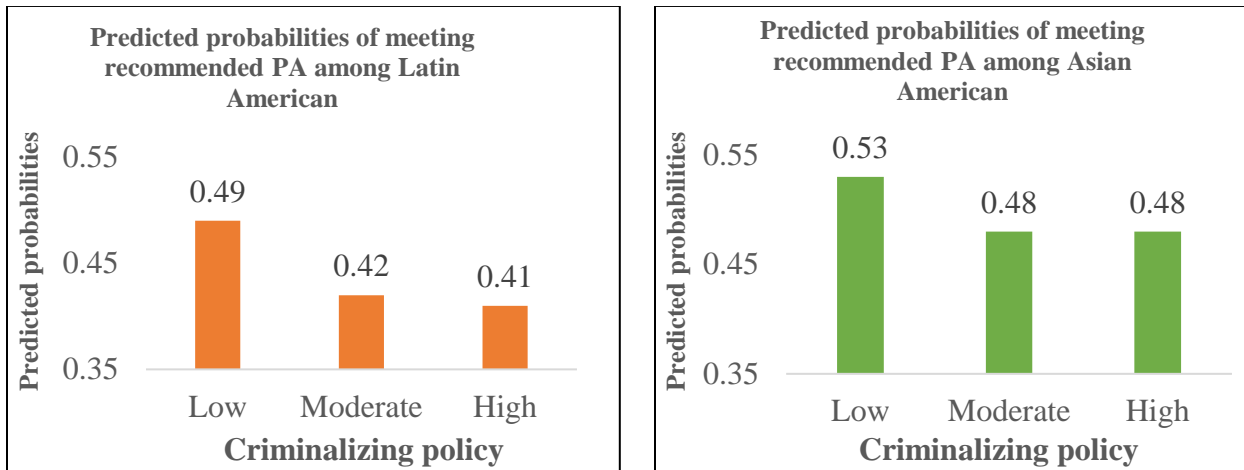 Predicted probabilities of meeting
recommended PA among Latin
American
Predicted probabilities
0.55
0.45
0.35
0.49
0.42
0.41
Low
Moderate
High
Criminalizing policy
Predicted probabilities of meeting
recommended PA among Asian
American
Predicted probabilities
0.55
0.45
0.35
0.53
0.48
0.48
Low
Moderate
High
Criminalizing policy